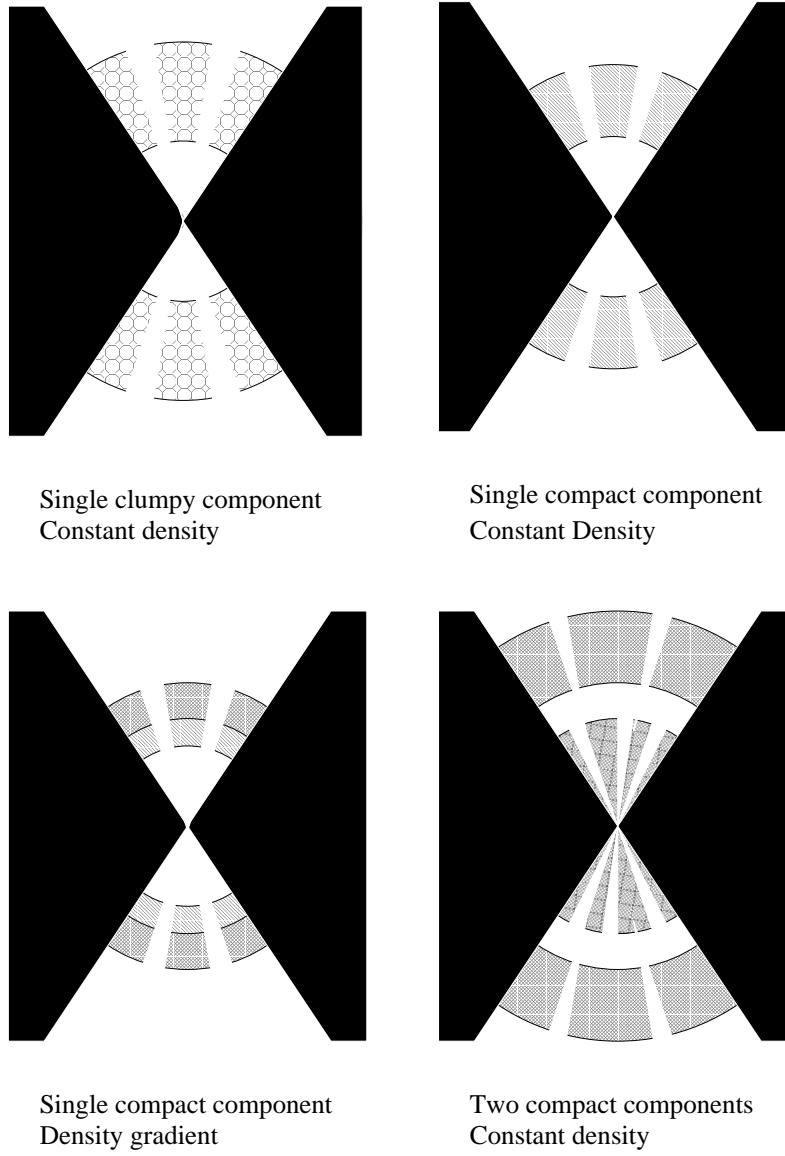 Single clumpy component
Constant density
Single compact component
Constant Density
Single compact component
Density gradient
Two compact components
Constant density